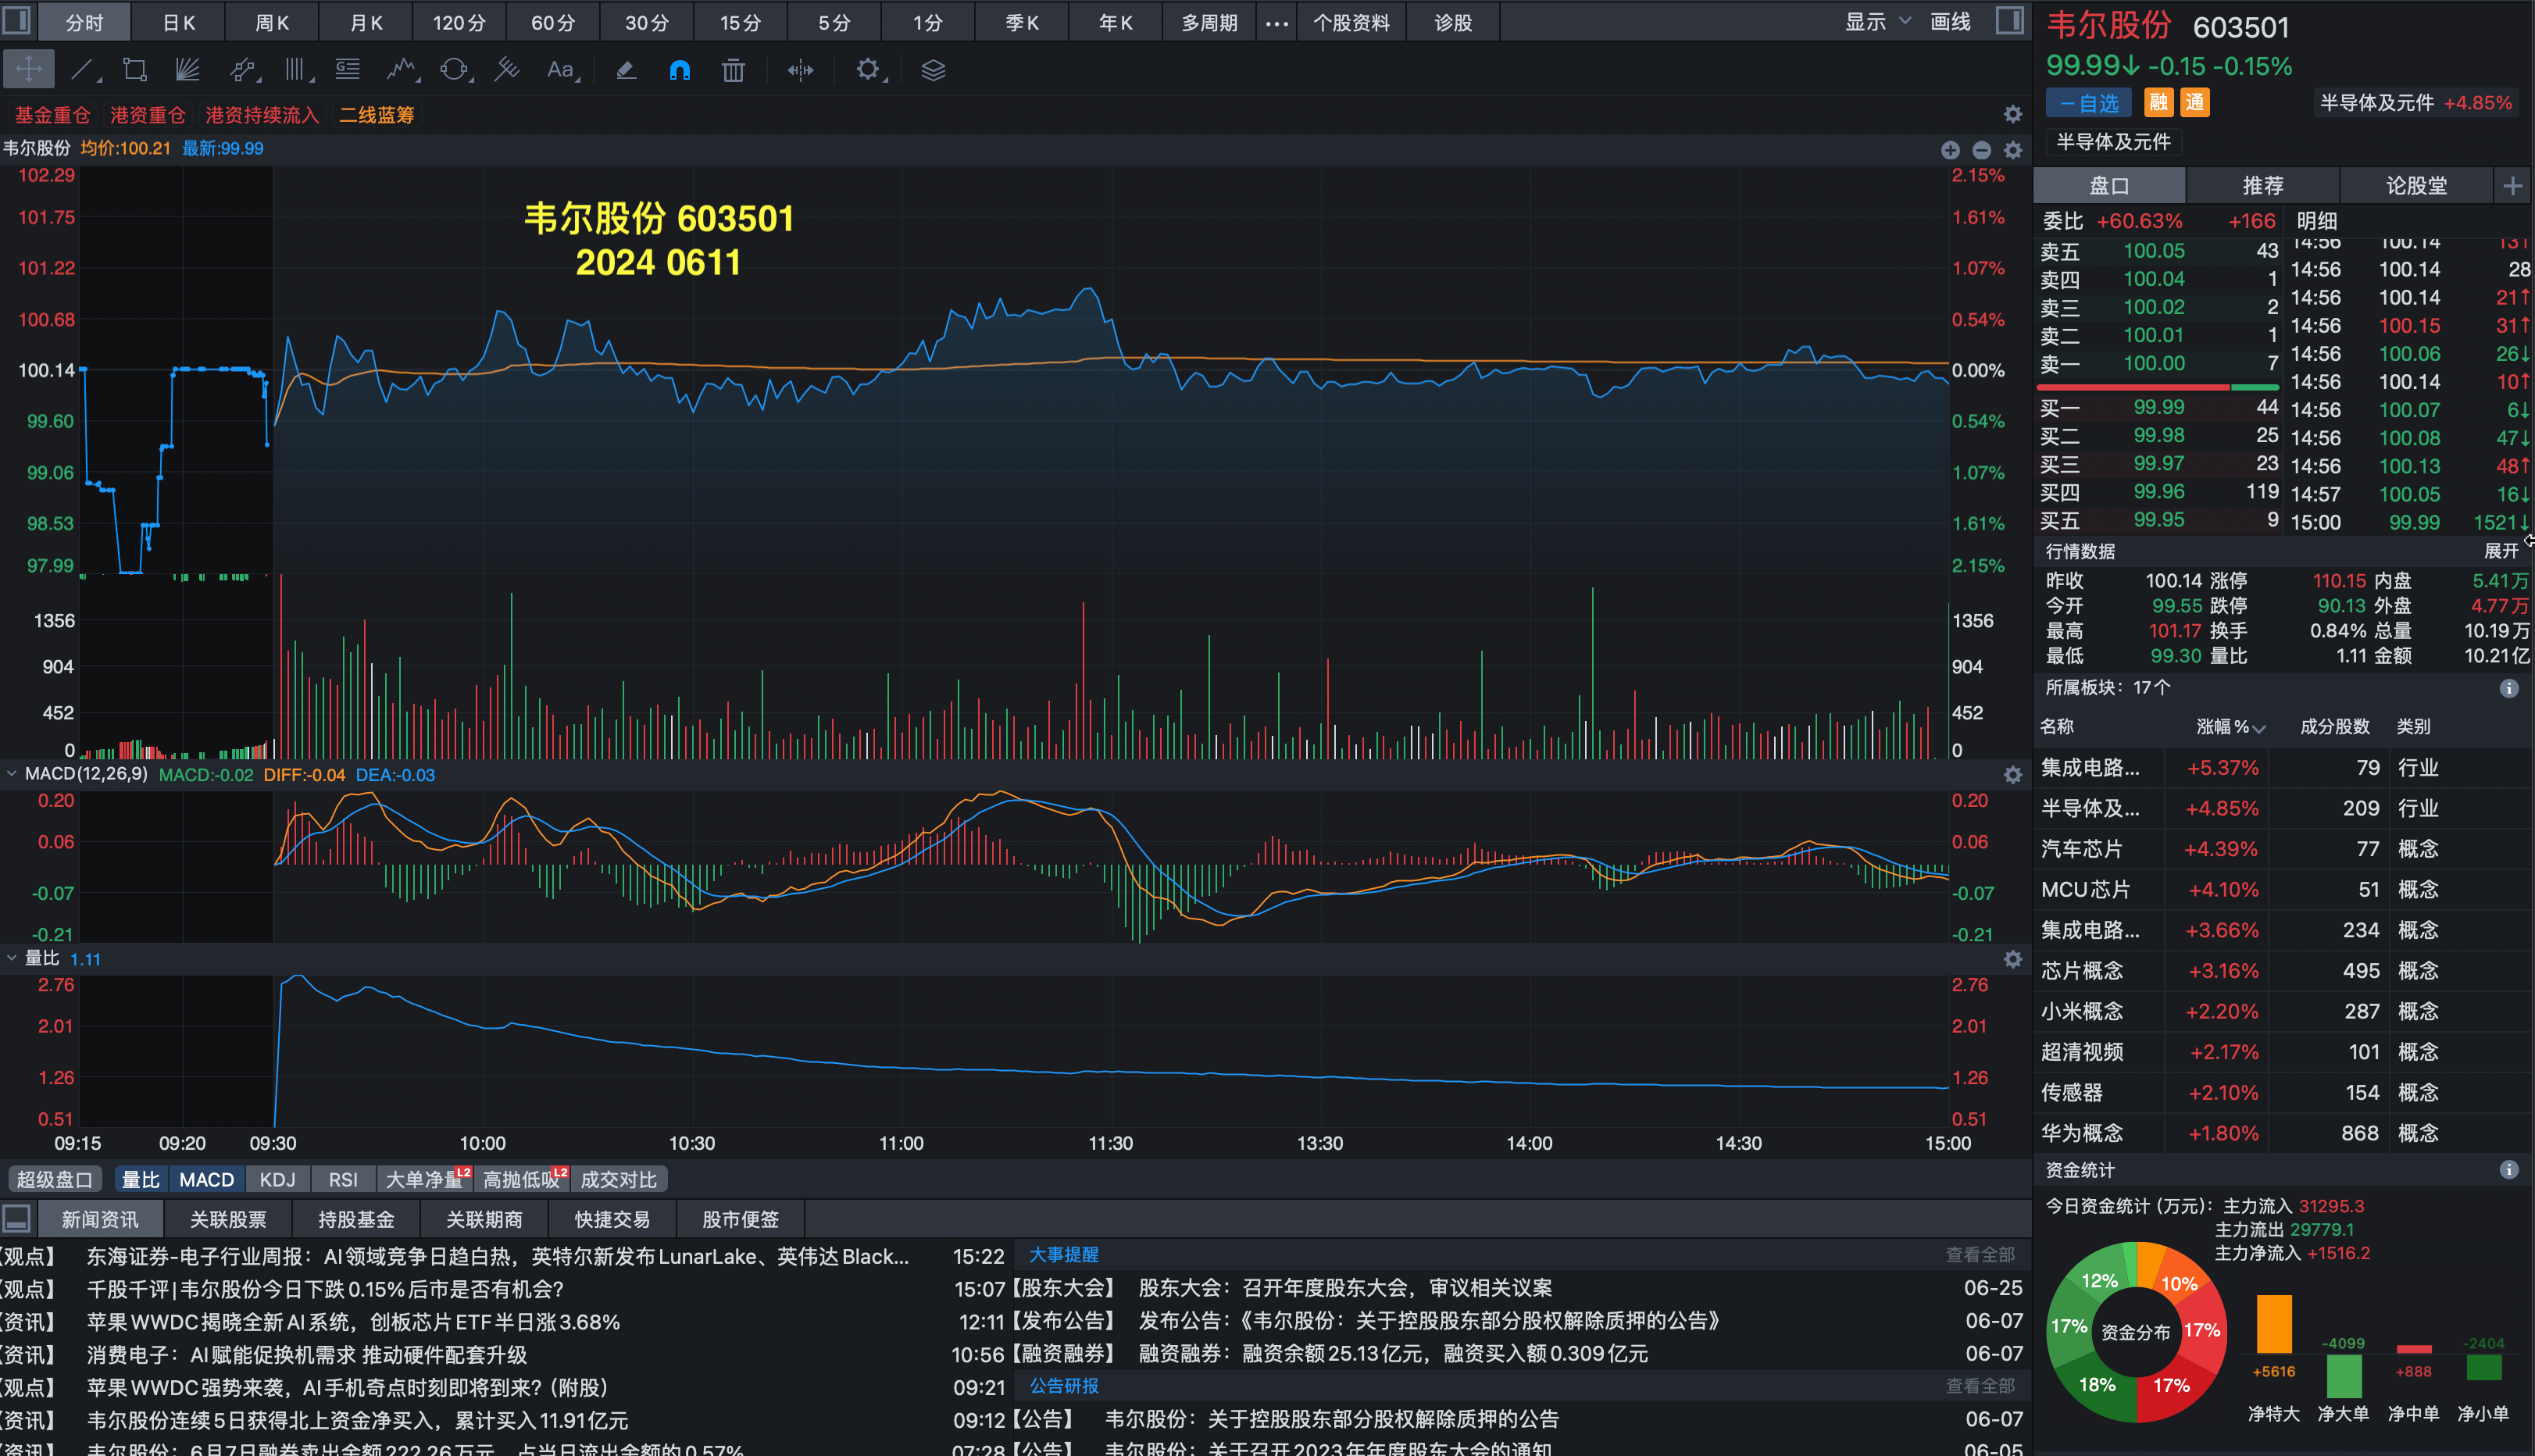 分时 日K 周K 月K 120分 60分 30分 15分 5分 1分 季K 年K 多周期 ••• 个股资料 诊股 显示 画线
Aa
基金重仓 港资重仓 港资持续流入 二线蓝筹
韦尔股份 均价:100.21 最新:99.99
韦尔股份 603501
2024 0611
102.29 2.15%
101.75 1.61%
101.22 1.07%
100.68 0.54%
100.14 0.00%
99.60 0.54%
99.06 1.07%
98.53 1.61%
97.99 2.15%
1356 1356
904 904
452 452
0 0
MACD(12,26,9) MACD:-0.02 DIFF:-0.04 DEA:-0.03
0.20 0.20
0.06 0.06
-0.07 -0.07
-0.21 -0.21
量比 1.11
2.76 2.76
2.01 2.01
1.26 1.26
0.51 0.51
09:15 09:20 09:30 10:00 10:30 11:00 11:30 13:30 14:00 14:30 15:00
超级盘口 量比 MACD KDJ RSI 大单净量 L2 高抛低吸 L2 成交对比
新闻资讯 关联股票 持股基金 关联期商 快捷交易 股市便签
【观点】 东海证券-电子行业周报：AI领域竞争日趋白热，英特尔新发布LunarLake、英伟达Black... 15:22
【观点】 千股千评|韦尔股份今日下跌0.15%后市是否有机会? 15:07
【资讯】 苹果WWDC揭晓全新AI系统，创板芯片ETF半日涨3.68% 12:11
【资讯】 消费电子：AI赋能促换机需求 推动硬件配套升级 10:56
【观点】 苹果WWDC强势来袭，AI手机奇点时刻即将到来?（附股） 09:21
【资讯】 韦尔股份连续5日获得北上资金净买入，累计买入11.91亿元 09:12
【资讯】 韦尔股份：6月7日融券卖出金额222.26万元，占当日流出金额的0.57% 07:28
大事提醒 查看全部
【股东大会】 股东大会：召开年度股东大会，审议相关议案 06-25
【发布公告】 发布公告：《韦尔股份：关于控股股东部分股权解除质押的公告》 06-07
【融资融券】 融资融券：融资余额25.13亿元，融资买入额0.309亿元 06-07
公告研报 查看全部
【公告】 韦尔股份：关于控股股东部分股权解除质押的公告 06-07
【公告】 韦尔股份：关于召开2023年年度股东大会的通知 06-05
韦尔股份 603501
99.99↓ -0.15 -0.15%
－自选 融 通 半导体及元件 +4.85%
半导体及元件
盘口 推荐 论股堂 +
委比 +60.63% +166 明细
卖五 100.05 43
卖四 100.04 1
卖三 100.02 2
卖二 100.01 1
卖一 100.00 7
买一 99.99 44
买二 99.98 25
买三 99.97 23
买四 99.96 119
买五 99.95 9
14:56 100.14 13↑
14:56 100.14 28
14:56 100.14 21↑
14:56 100.15 31↑
14:56 100.06 26↓
14:56 100.14 10↑
14:56 100.07 6↓
14:56 100.08 47↓
14:56 100.13 48↑
14:57 100.05 16↓
15:00 99.99 1521↓
行情数据 展开
昨收 100.14 涨停 110.15 内盘 5.41万
今开 99.55 跌停 90.13 外盘 4.77万
最高 101.17 换手 0.84% 总量 10.19万
最低 99.30 量比 1.11 金额 10.21亿
所属板块：17个
名称 涨幅% 成分股数 类别
集成电路... +5.37% 79 行业
半导体及... +4.85% 209 行业
汽车芯片 +4.39% 77 概念
MCU芯片 +4.10% 51 概念
集成电路... +3.66% 234 概念
芯片概念 +3.16% 495 概念
小米概念 +2.20% 287 概念
超清视频 +2.17% 101 概念
传感器 +2.10% 154 概念
华为概念 +1.80% 868 概念
资金统计
今日资金统计 (万元)：主力流入 31295.3
主力流出 29779.1
主力净流入 +1516.2
12% 10%
17% 资金分布 17%
18% 17%
+5616 -4099 +888 -2404
净特大 净大单 净中单 净小单